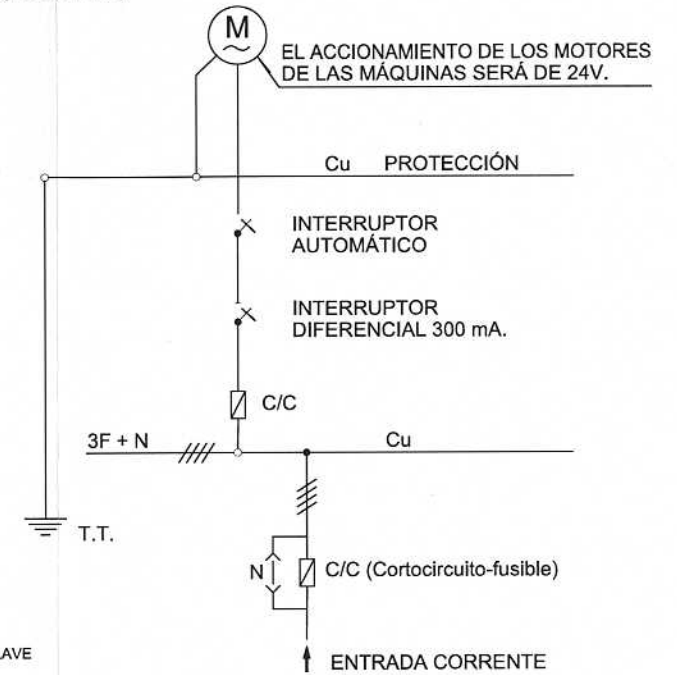 M
EL ACCIONAMIENTO DE LOS MOTORES
DE LAS MÁQUINAS SERÁ DE 24V.
Cu PROTECCIÓN
INTERRUPTOR
AUTOMÁTICO
INTERRUPTOR
DIFERENCIAL 300 mA.
C/C
3F + N
Cu
T.T.
N
C/C (Cortocircuito-fusible)
ENTRADA CORRENTE